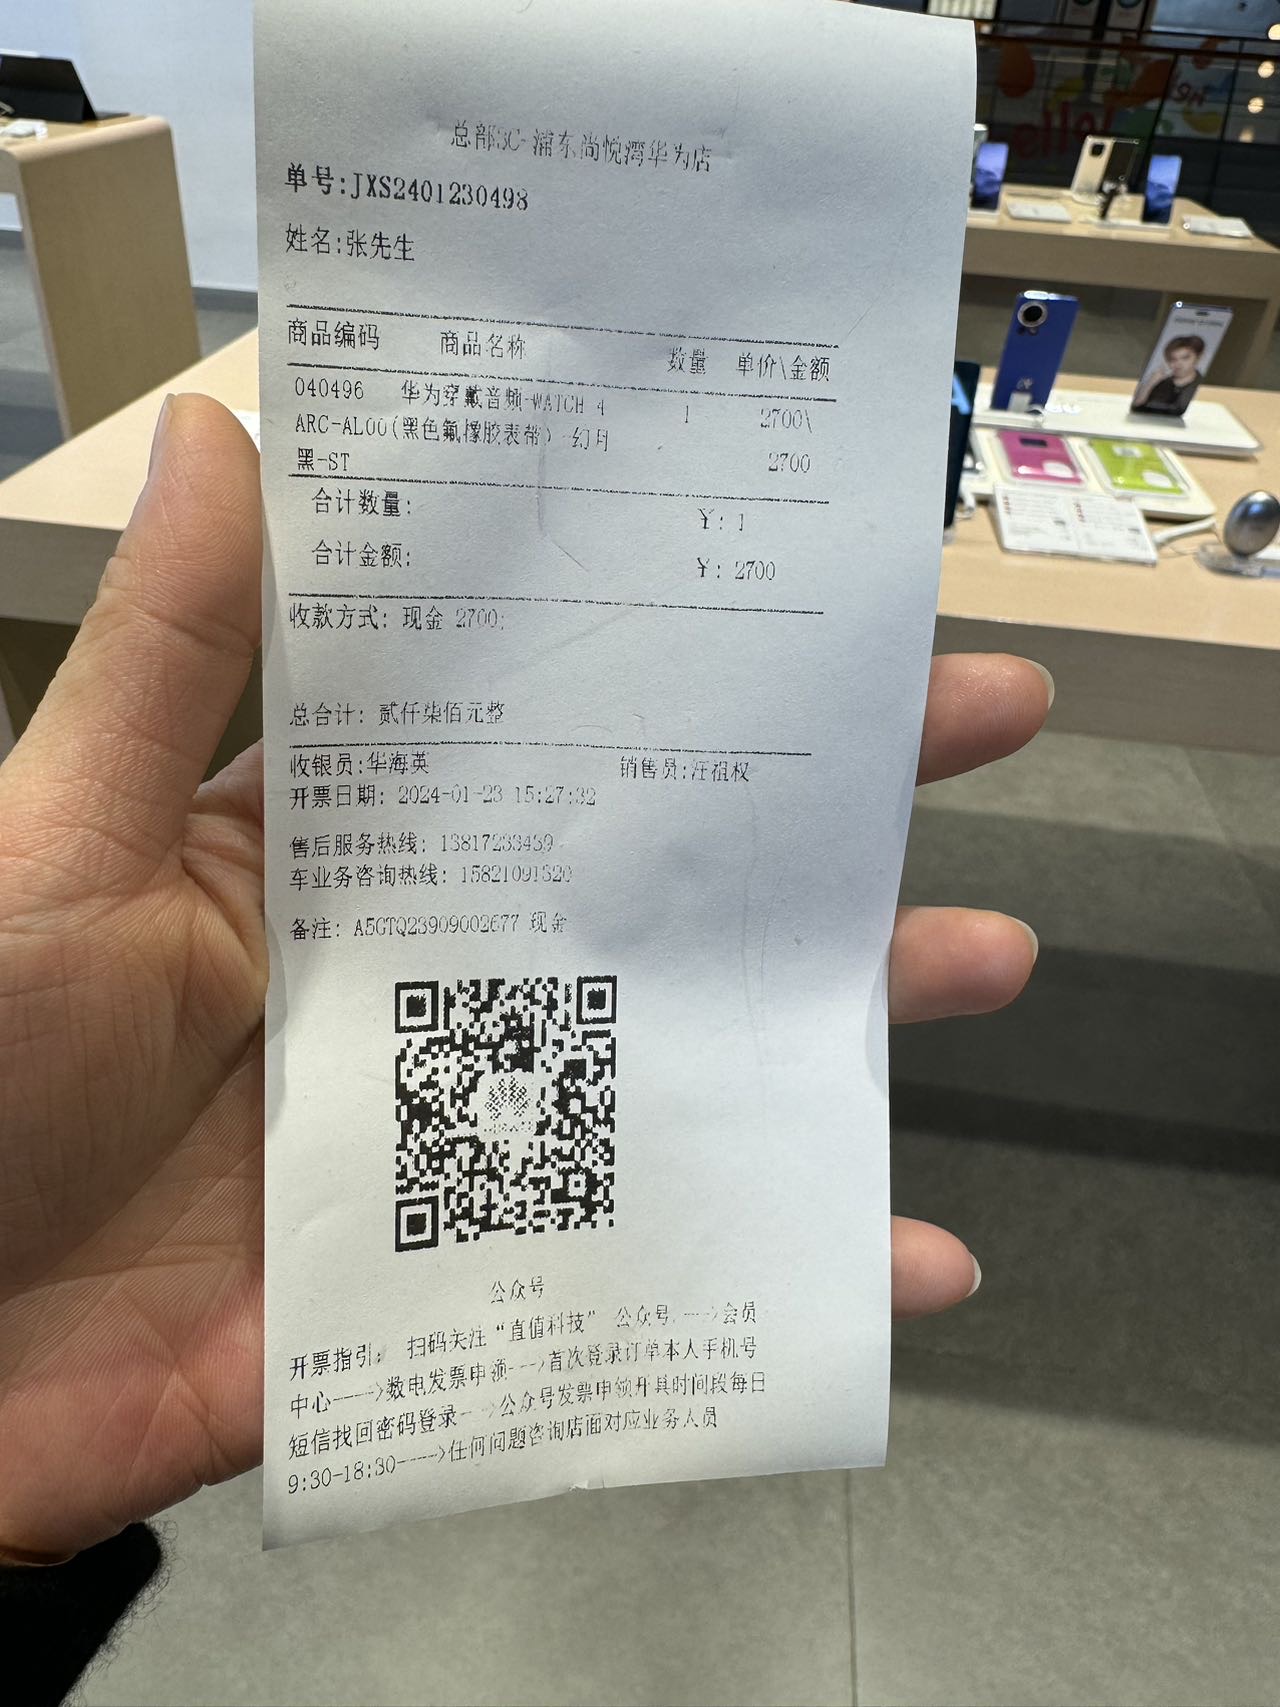 总部3C-浦东尚悦湾华为店
单号:JXS2401230498
姓名:张先生
商品编码 商品名称 数量 单价\金额
040496 华为穿戴音频-WATCH 4 1 2700\
ARC-AL00(黑色氟橡胶表带) 幻月
黑-ST 2700
合计数量: ¥: 1
合计金额: ¥: 2700
收款方式: 现金 2700;
总合计: 贰仟柒佰元整
收银员:华海英 销售员:汪祖权
开票日期: 2024-01-23 15:27:32
售后服务热线: 13817233439
车业务咨询热线: 15821091320
备注: A5GTQ23909002677 现金
公众号
开票指引: 扫码关注“直值科技” 公众号--->会员
中心---->数电发票申领--->首次登录订单本人手机号
短信找回密码登录--->公众号发票申领开具时间段每日
9:30-18:30---->任何问题咨询店面对应业务人员